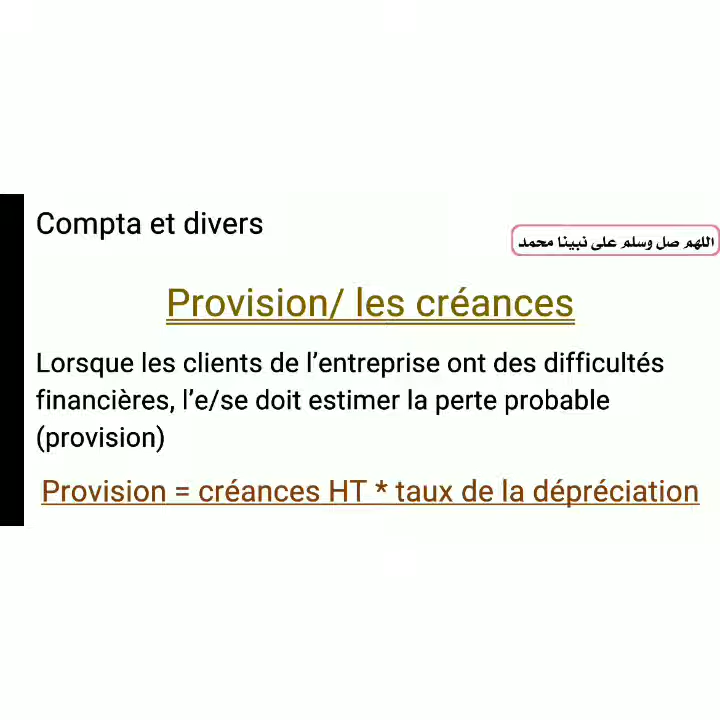 Compta et divers
اللهم صل وسلم على نبينا محمد
Provision/ les créances
Lorsque les clients de l’entreprise ont des difficultés
financières, l’e/se doit estimer la perte probable
(provision)
Provision = créances HT * taux de la dépréciation